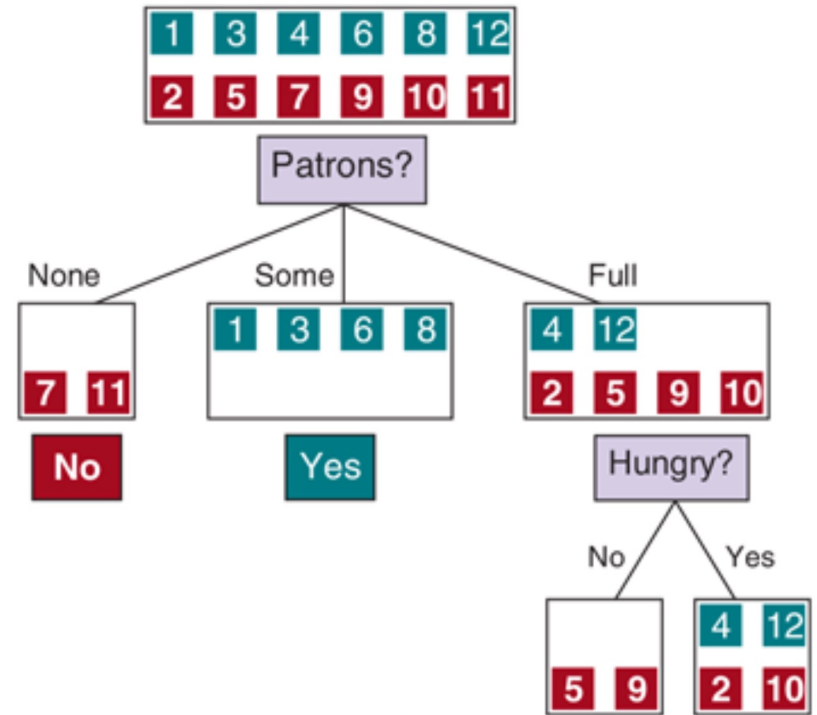 1 3 4 6 8 12
2 5 7 9 10 11
Patrons?
None Some Full
1 3 6 8 4 12
7 11 2 5 9 10
No Yes Hungry?
No Yes
4 12
5 9 2 10